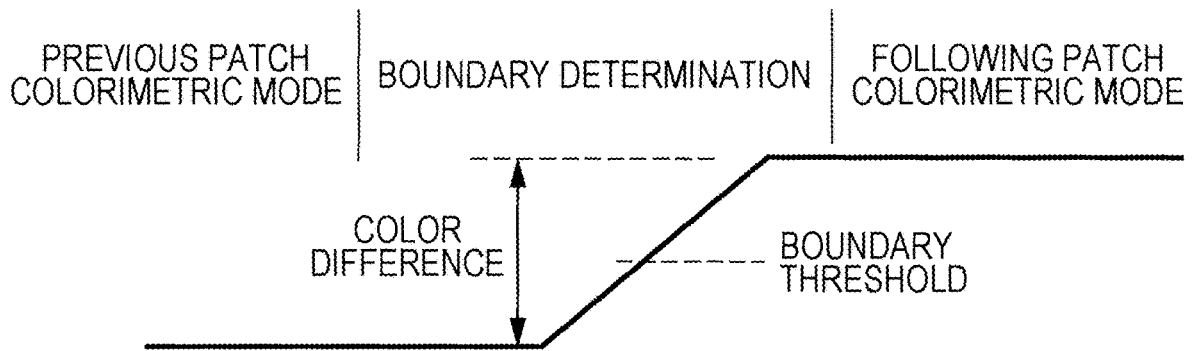 PREVIOUS PATCH
COLORIMETRIC MODE
BOUNDARY DETERMINATION
FOLLOWING PATCH
COLORIMETRIC MODE
COLOR
DIFFERENCE
BOUNDARY
THRESHOLD